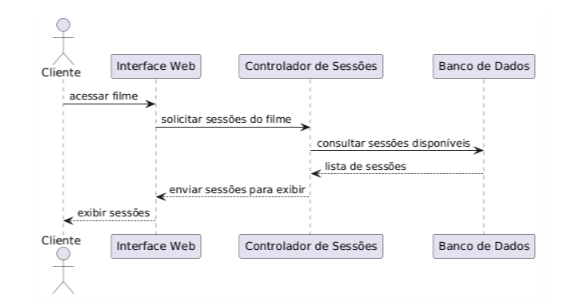 Cliente
Interface Web
Controlador de Sessões
Banco de Dados
acessar filme
solicitar sessões do filme
consultar sessões disponíveis
lista de sessões
enviar sessões para exibir
exibir sessões
Cliente
Interface Web
Controlador de Sessões
Banco de Dados